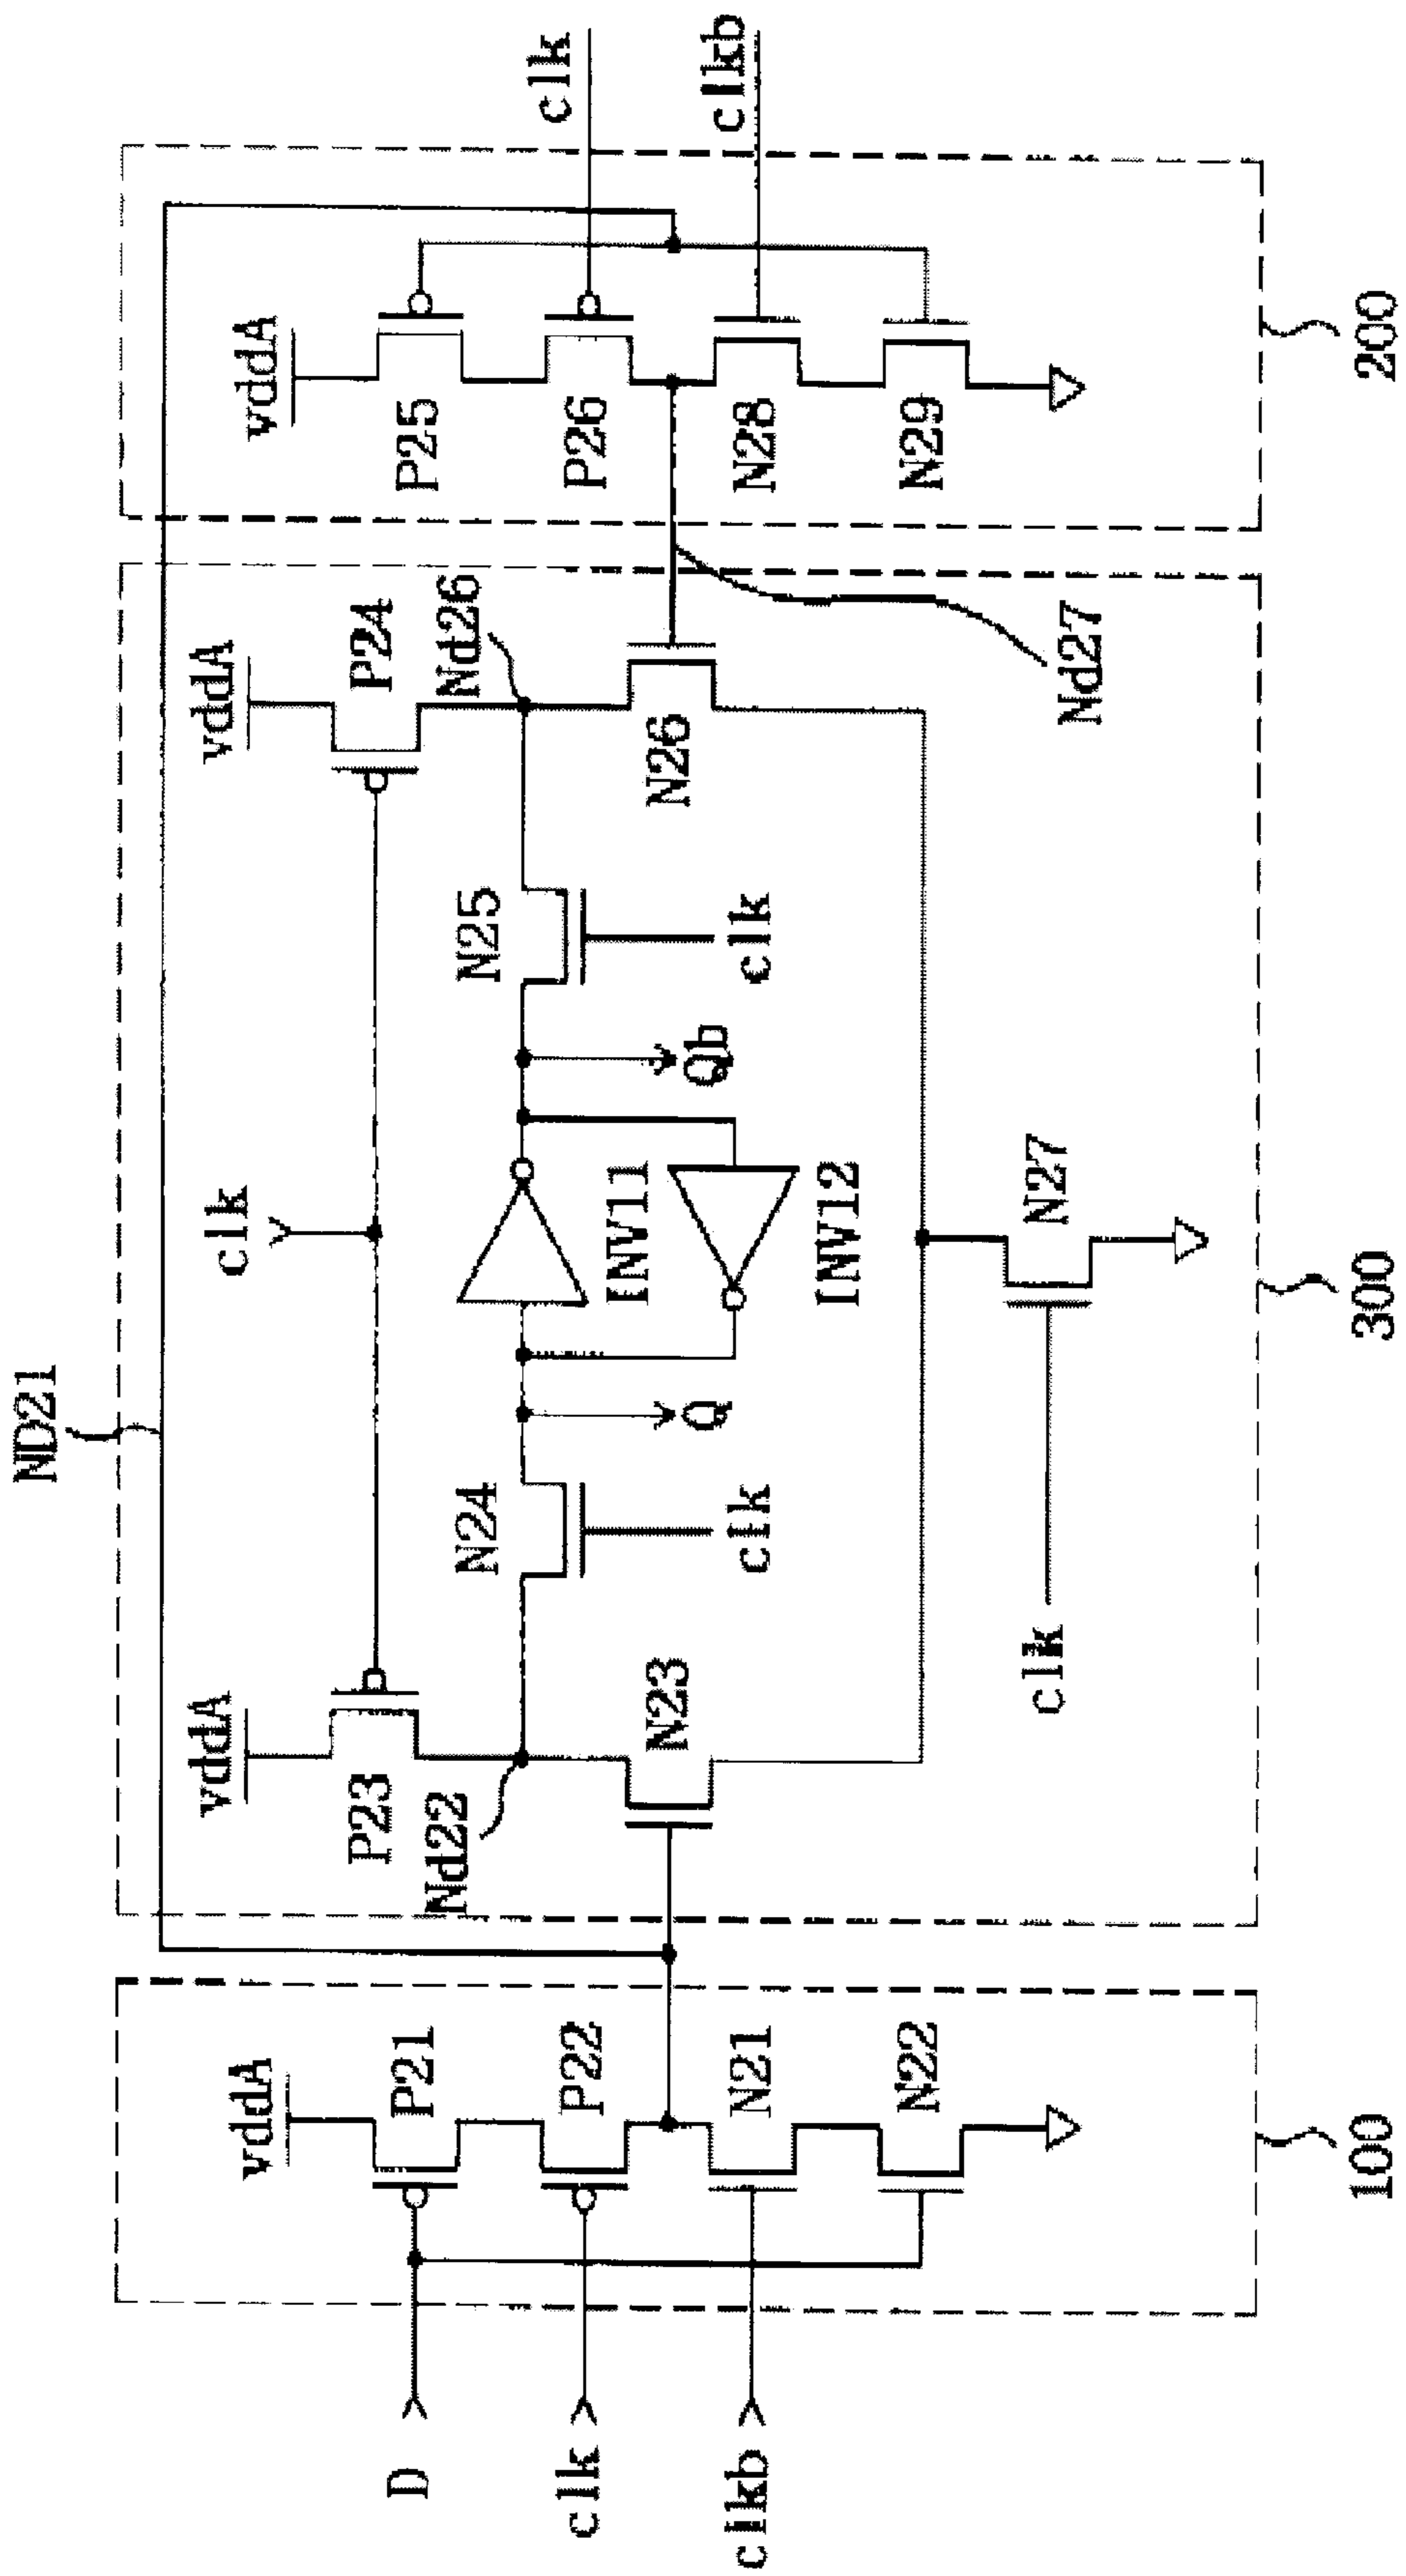 ND21
clk
vddA
P23
Nd22
N23
N24
clk
Q
INV11
INV12
Qb
N25
clk
vddA
P24
Nd26
N26
Nd27
clk
N27
300
D
clk
clkb
vddA
P21
P22
N21
N22
100
vddA
P25
P26
N28
N29
clk
clkb
200